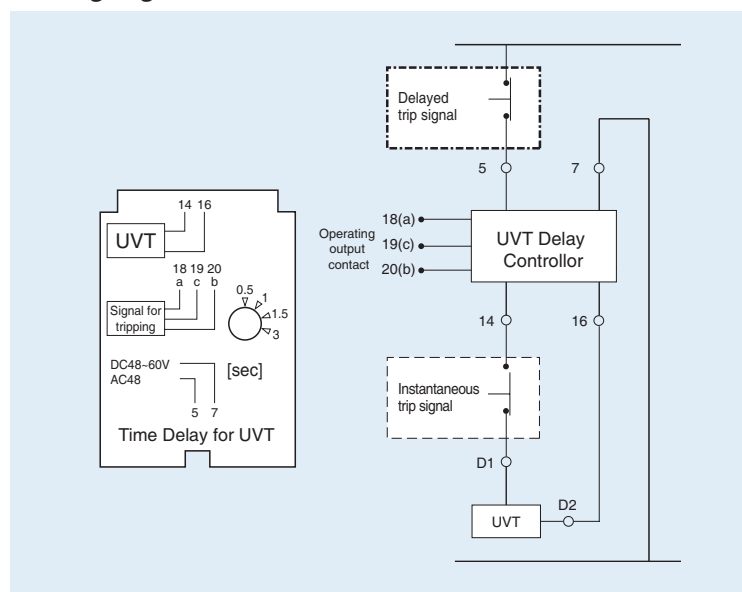 14 16
UVT
18 19 20
a c b
Signal for
tripping
0.5
1
1.5
3
DC48~60V
AC48
[sec]
5 7
Time Delay for UVT
Delayed
trip signal
5
7
18(a)
19(c)
20(b)
Operating
output
contact
UVT Delay
Controllor
14
16
Instantaneous
trip signal
D1
D2
UVT